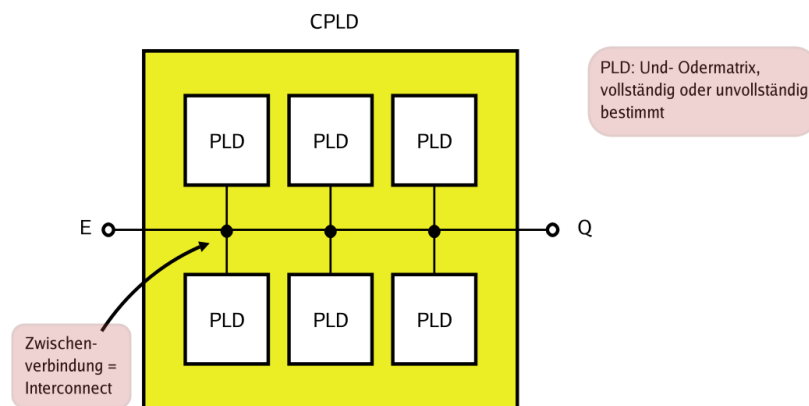 CPLD
PLD: Und- Odermatrix,
vollständig oder unvollständig
bestimmt
PLD PLD PLD
E Q
PLD PLD PLD
Zwischen-
verbindung =
Interconnect